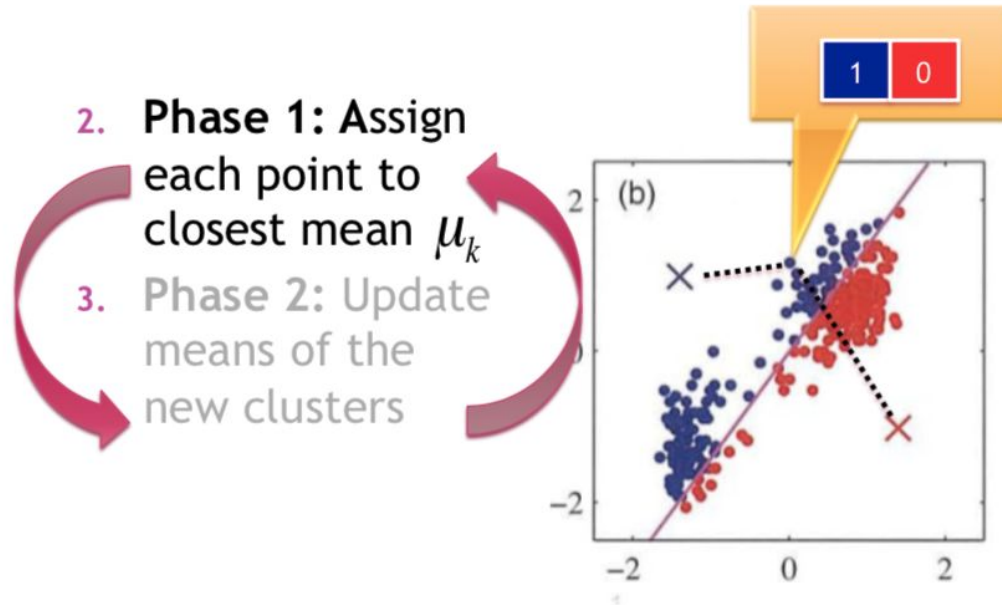 1 0
2. Phase 1: Assign
each point to
closest mean μ_k
3. Phase 2: Update
means of the
new clusters
(b)
2
0
−2
−2 0 2